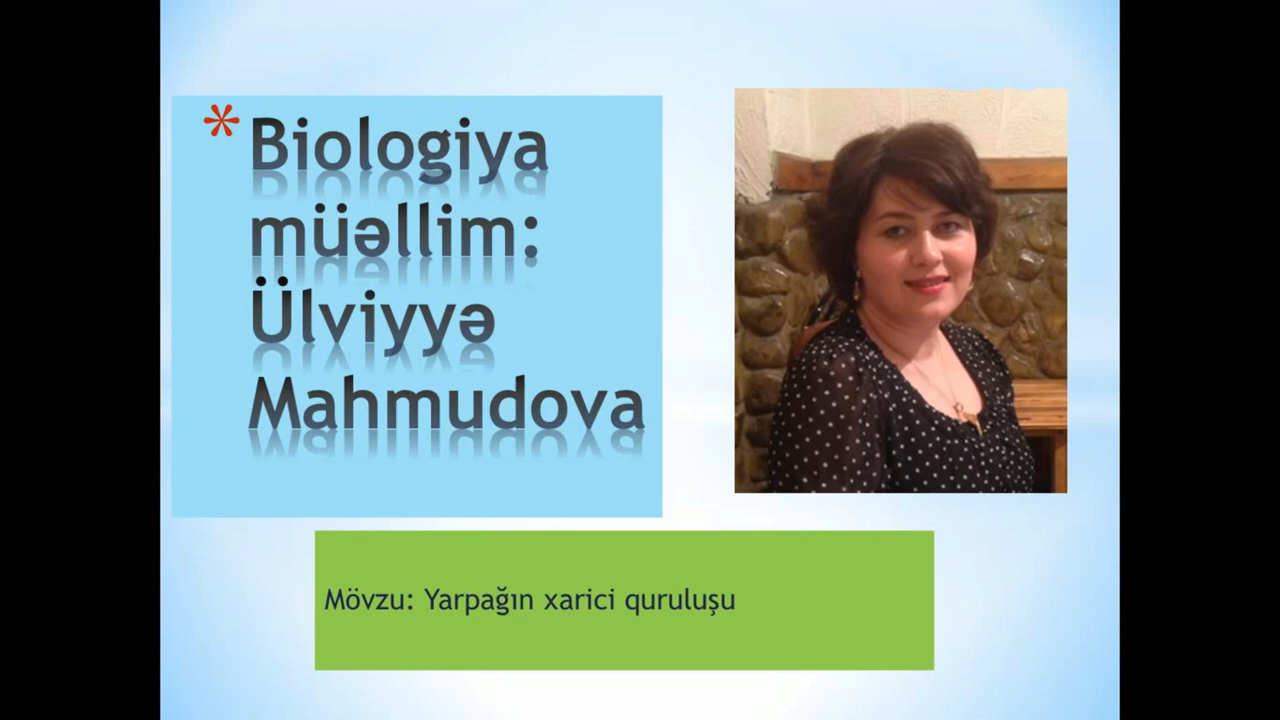 * Biologiya
müəllim:
Ülviyyə
Mahmudova
Mövzu: Yarpağın xarici quruluşu